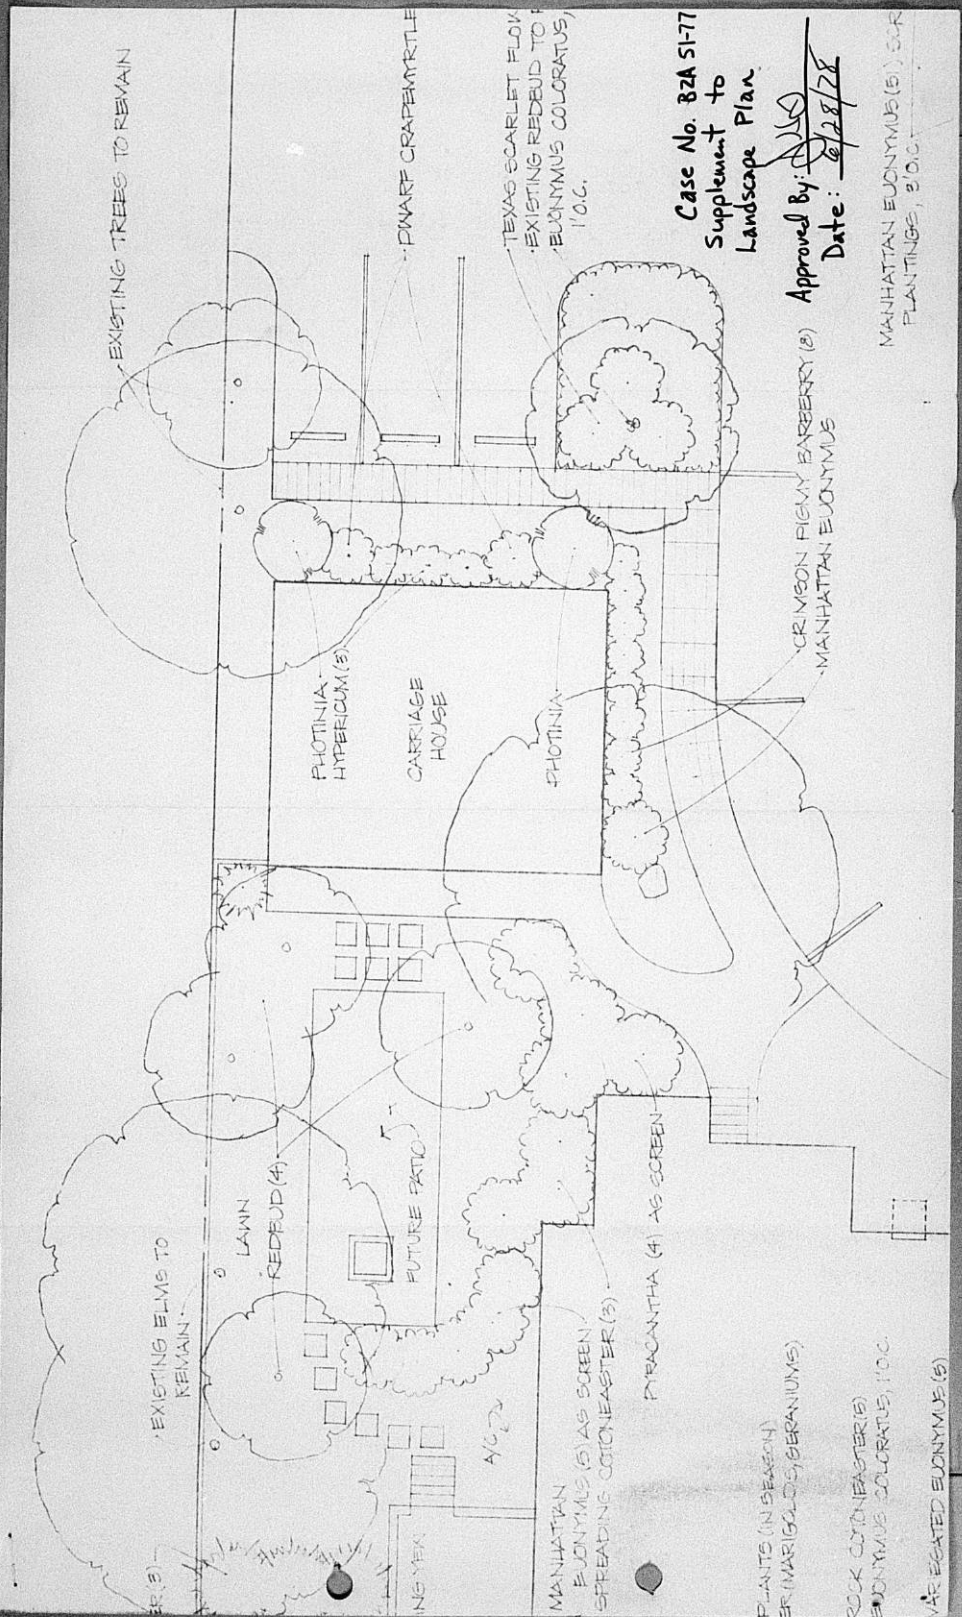 EXISTING TREES TO REMAIN
DWARF CRAPEMYRTLE
TEXAS SCARLET
EXISTING REDBUD TO
EUONYMUS COLORATUS,
1'O.C.
Case No. BZA 51-77
Supplement to
Landscape Plan
Approved By:
Date: 6/28/78
MANHATTAN EUONYMUS (5)
PLANTINGS, 3'O.C.
CRIMSON PIGMY BARBERRY (8)
MANHATTAN EUONYMUS
PHOTINIA
HYPERICUM (3)
CARRIAGE
HOUSE
PHOTINIA
EXISTING ELMS TO
REMAIN
LAWN
REDBUD (4)
FUTURE PATIO
A/C
MANHATTAN
EUONYMUS (5) AS SCREEN
SPREADING COTONEASTER (3)
PYRACANTHA (4) AS SCREEN
PLANTS (IN SEASON)
(MARIGOLDS, GERANIUMS)
COTONEASTER (5)
EUONYMUS COLORATUS, 1'O.C.
VARIEGATED EUONYMUS (5)